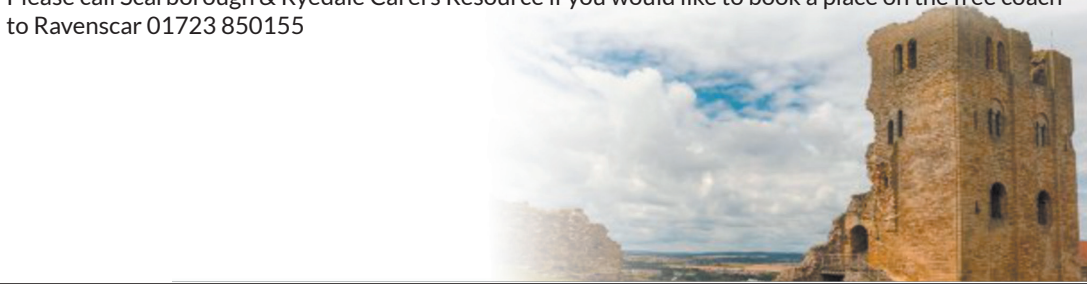 Please call Scarborough & Ryedale Carers Resource if you would like to book a place on the free coach
to Ravenscar 01723 850155